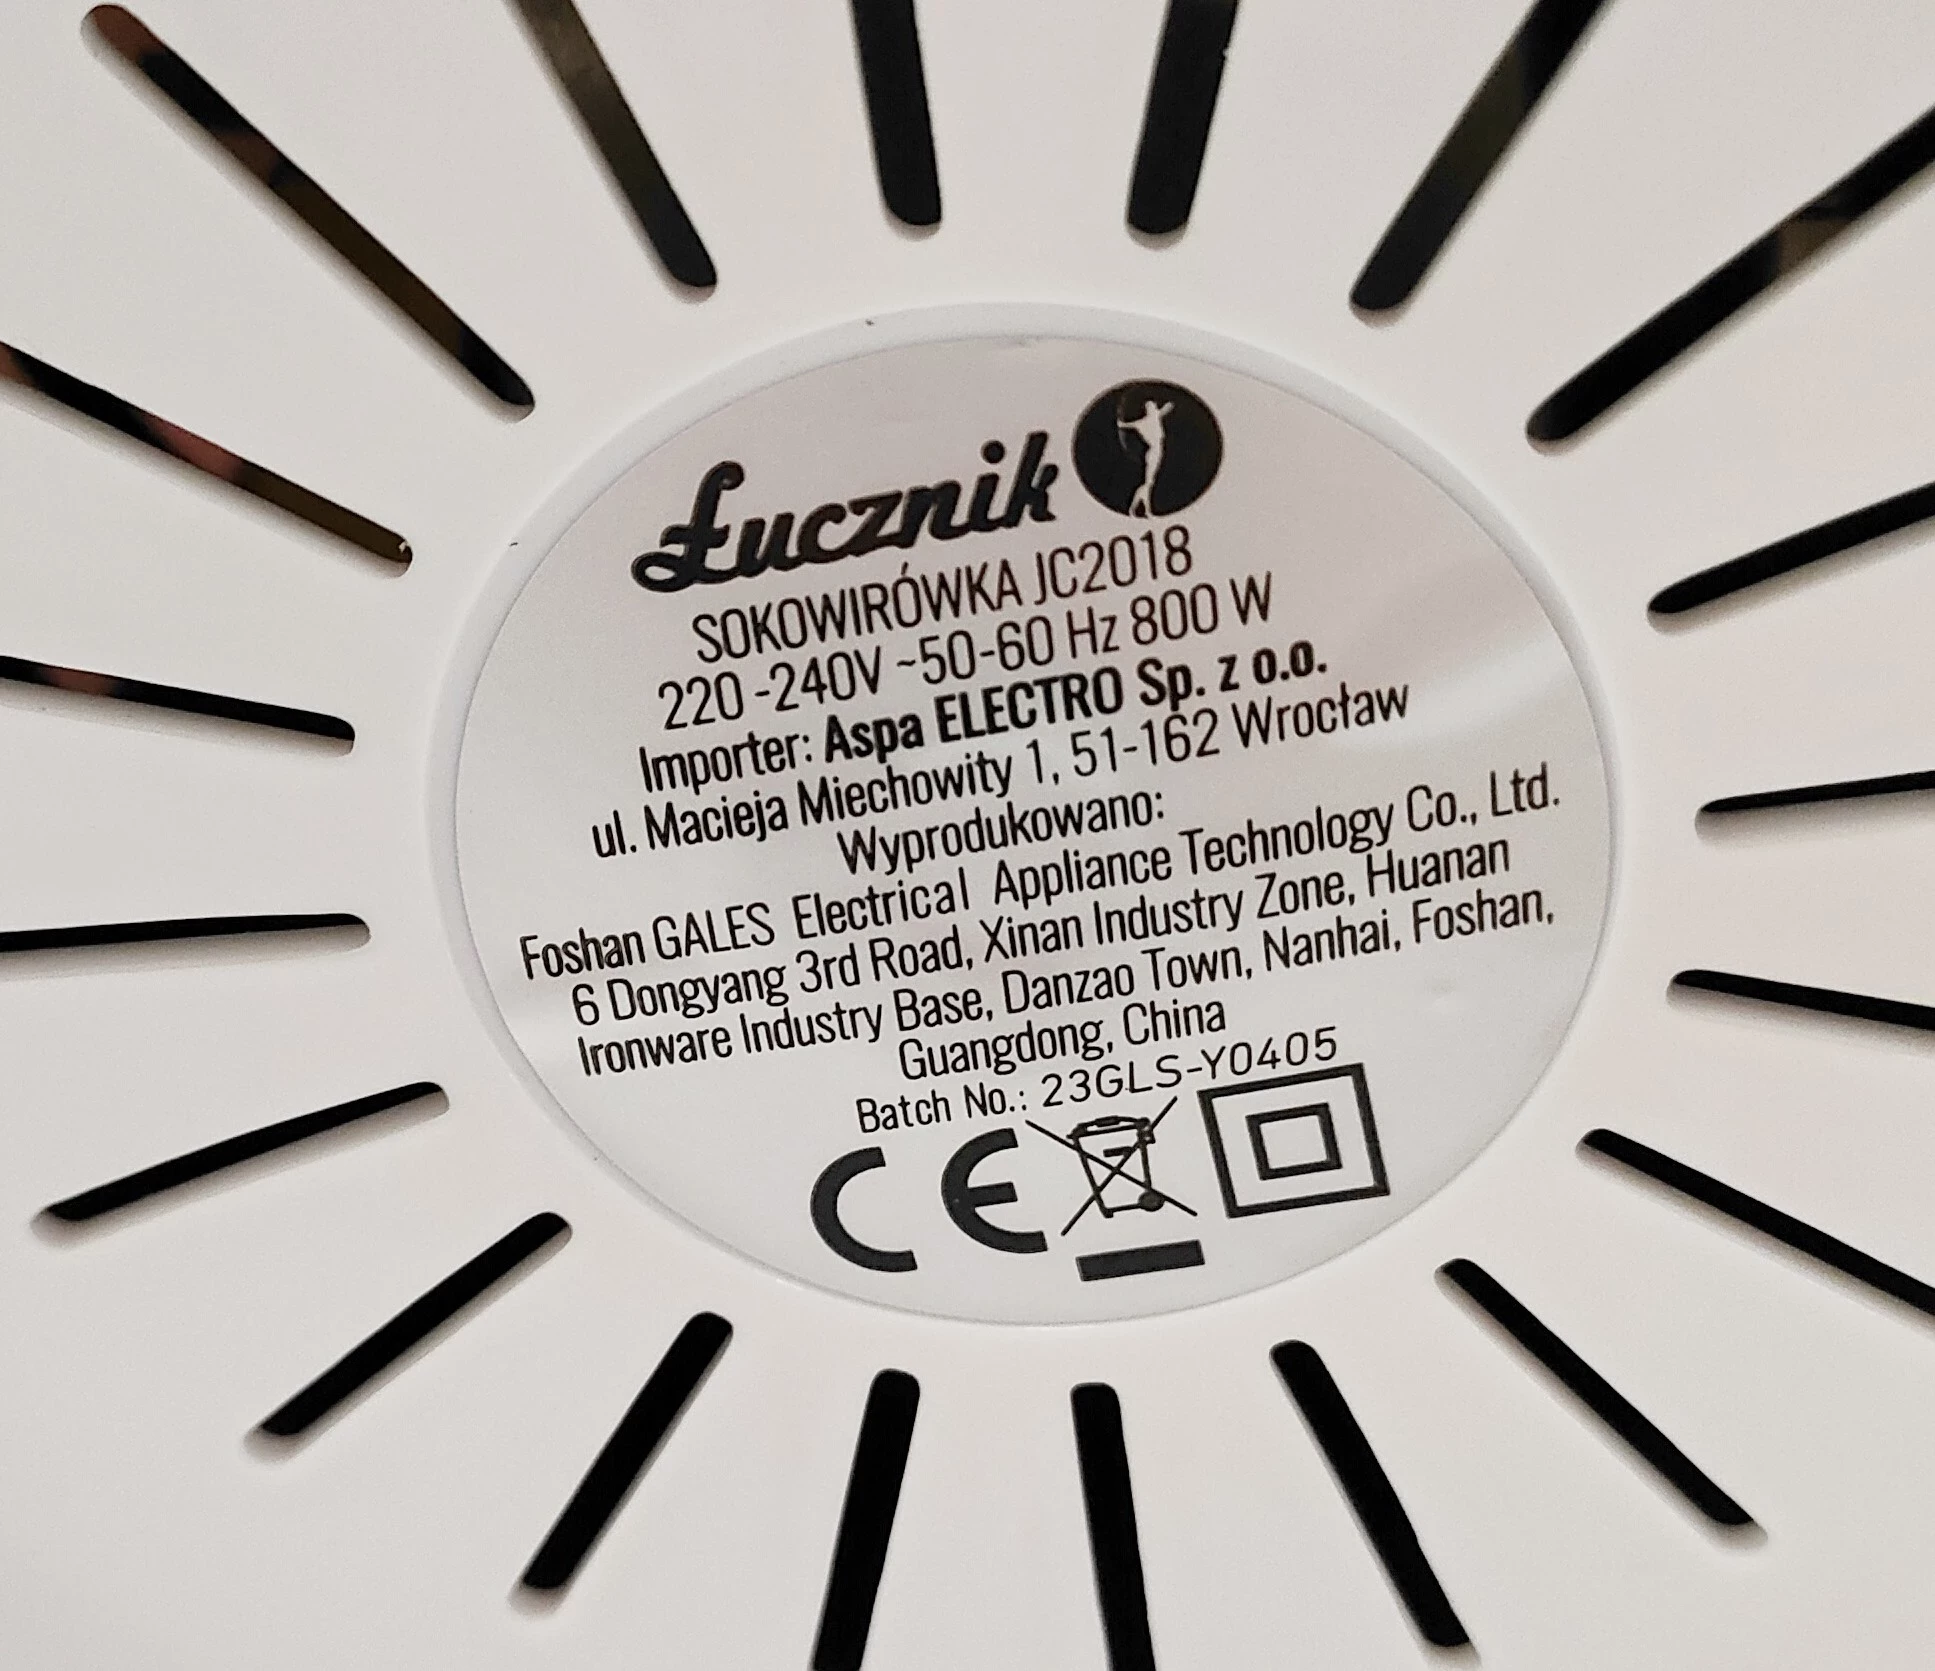 Łucznik
SOKOWIRÓWKA JC2018
220-240V ~50-60 Hz 800 W
Importer: Aspa ELECTRO Sp. z o.o.
ul. Macieja Miechowity 1, 51-162 Wrocław
Wyprodukowano:
Foshan GALES Electrical Appliance Technology Co., Ltd.
6 Dongyang 3rd Road, Xinan Industry Zone, Huanan
Ironware Industry Base, Danzao Town, Nanhai, Foshan,
Guangdong, China
Batch No.: 23GLS-Y0405
CE